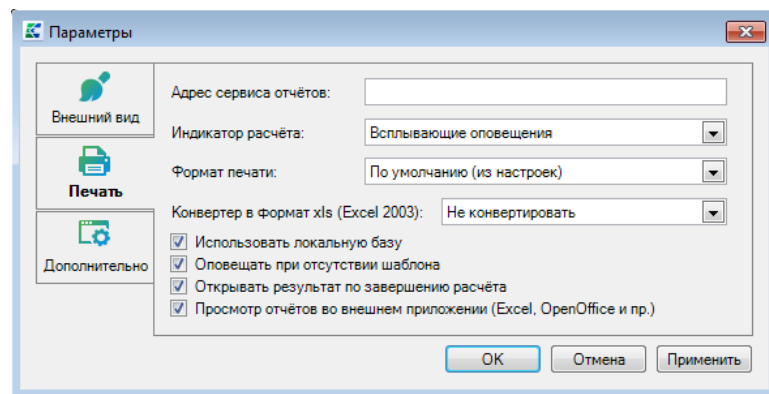 Параметры
Внешний вид
Печать
Дополнительно
Адрес сервиса отчётов:
Индикатор расчёта: Всплывающие оповещения
Формат печати: По умолчанию (из настроек)
Конвертер в формат xls (Excel 2003): Не конвертировать
Использовать локальную базу
Оповещать при отсутствии шаблона
Открывать результат по завершению расчёта
Просмотр отчётов во внешнем приложении (Excel, OpenOffice и пр.)
OK Отмена Применить